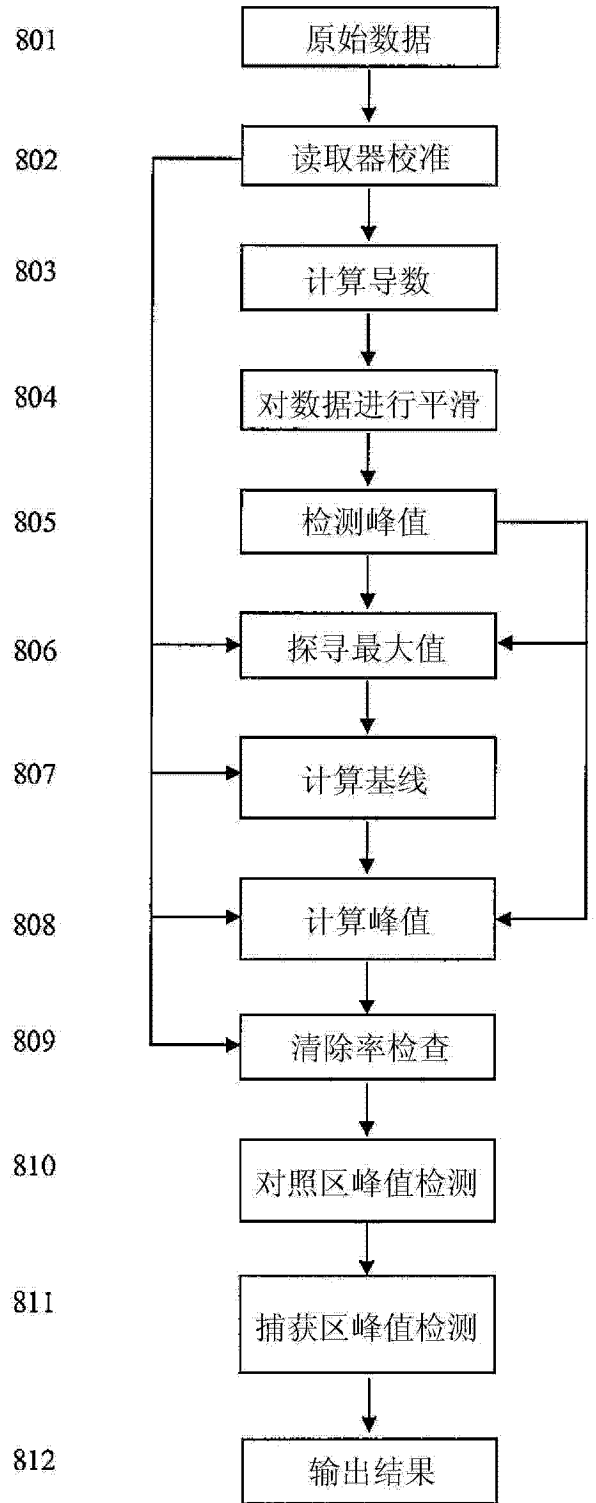 801 原始数据
802 读取器校准
803 计算导数
804 对数据进行平滑
805 检测峰值
806 探寻最大值
807 计算基线
808 计算峰值
809 清除率检查
810 对照区峰值检测
811 捕获区峰值检测
812 输出结果